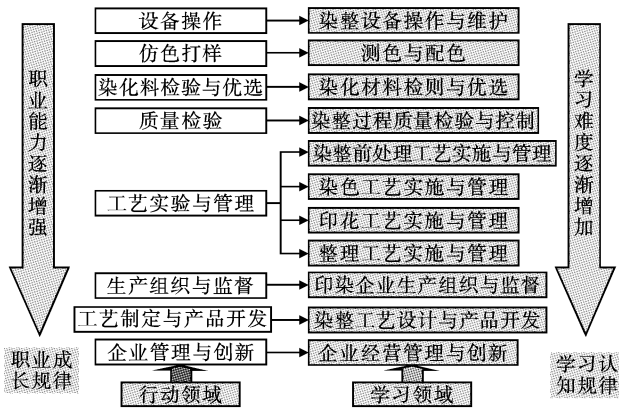 设备操作
染整设备操作与维护
仿色打样
测色与配色
染化料检验与优选
染化材料检则与优选
质量检验
染整过程质量检验与控制
染整前处理工艺实施与管理
工艺实验与管理
染色工艺实施与管理
印花工艺实施与管理
整理工艺实施与管理
生产组织与监督
印染企业生产组织与监督
工艺制定与产品开发
染整工艺设计与产品开发
企业管理与创新
企业经营管理与创新
行动领域
学习领域
职业能力逐渐增强
职业成
长规律
学习难度逐渐增加
学习认
知规律